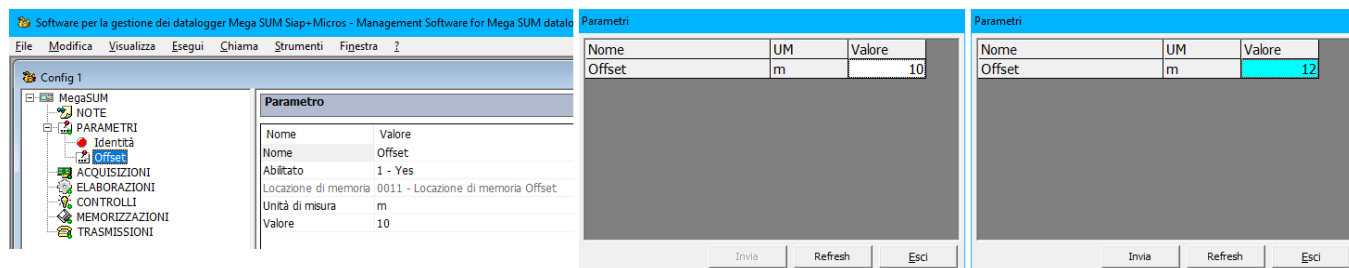 Software per la gestione dei datalogger Mega SUM Siap+Micros - Management Software for Mega SUM datalo
File Modifica Visualizza Esegui Chiama Strumenti Finestra ?
Config 1
MegaSUM
NOTE
PARAMETRI
Identità
Offset
ACQUISIZIONI
ELABORAZIONI
CONTROLLI
MEMORIZZAZIONI
TRASMISSIONI
Parametro
Nome Valore
Nome Offset
Abilitato 1 - Yes
Locazione di memoria 0011 - Locazione di memoria Offset
Unità di misura m
Valore 10
Parametri
Nome UM Valore
Offset m 10
Invia Refresh Esci
Parametri
Nome UM Valore
Offset m 12
Invia Refresh Esci